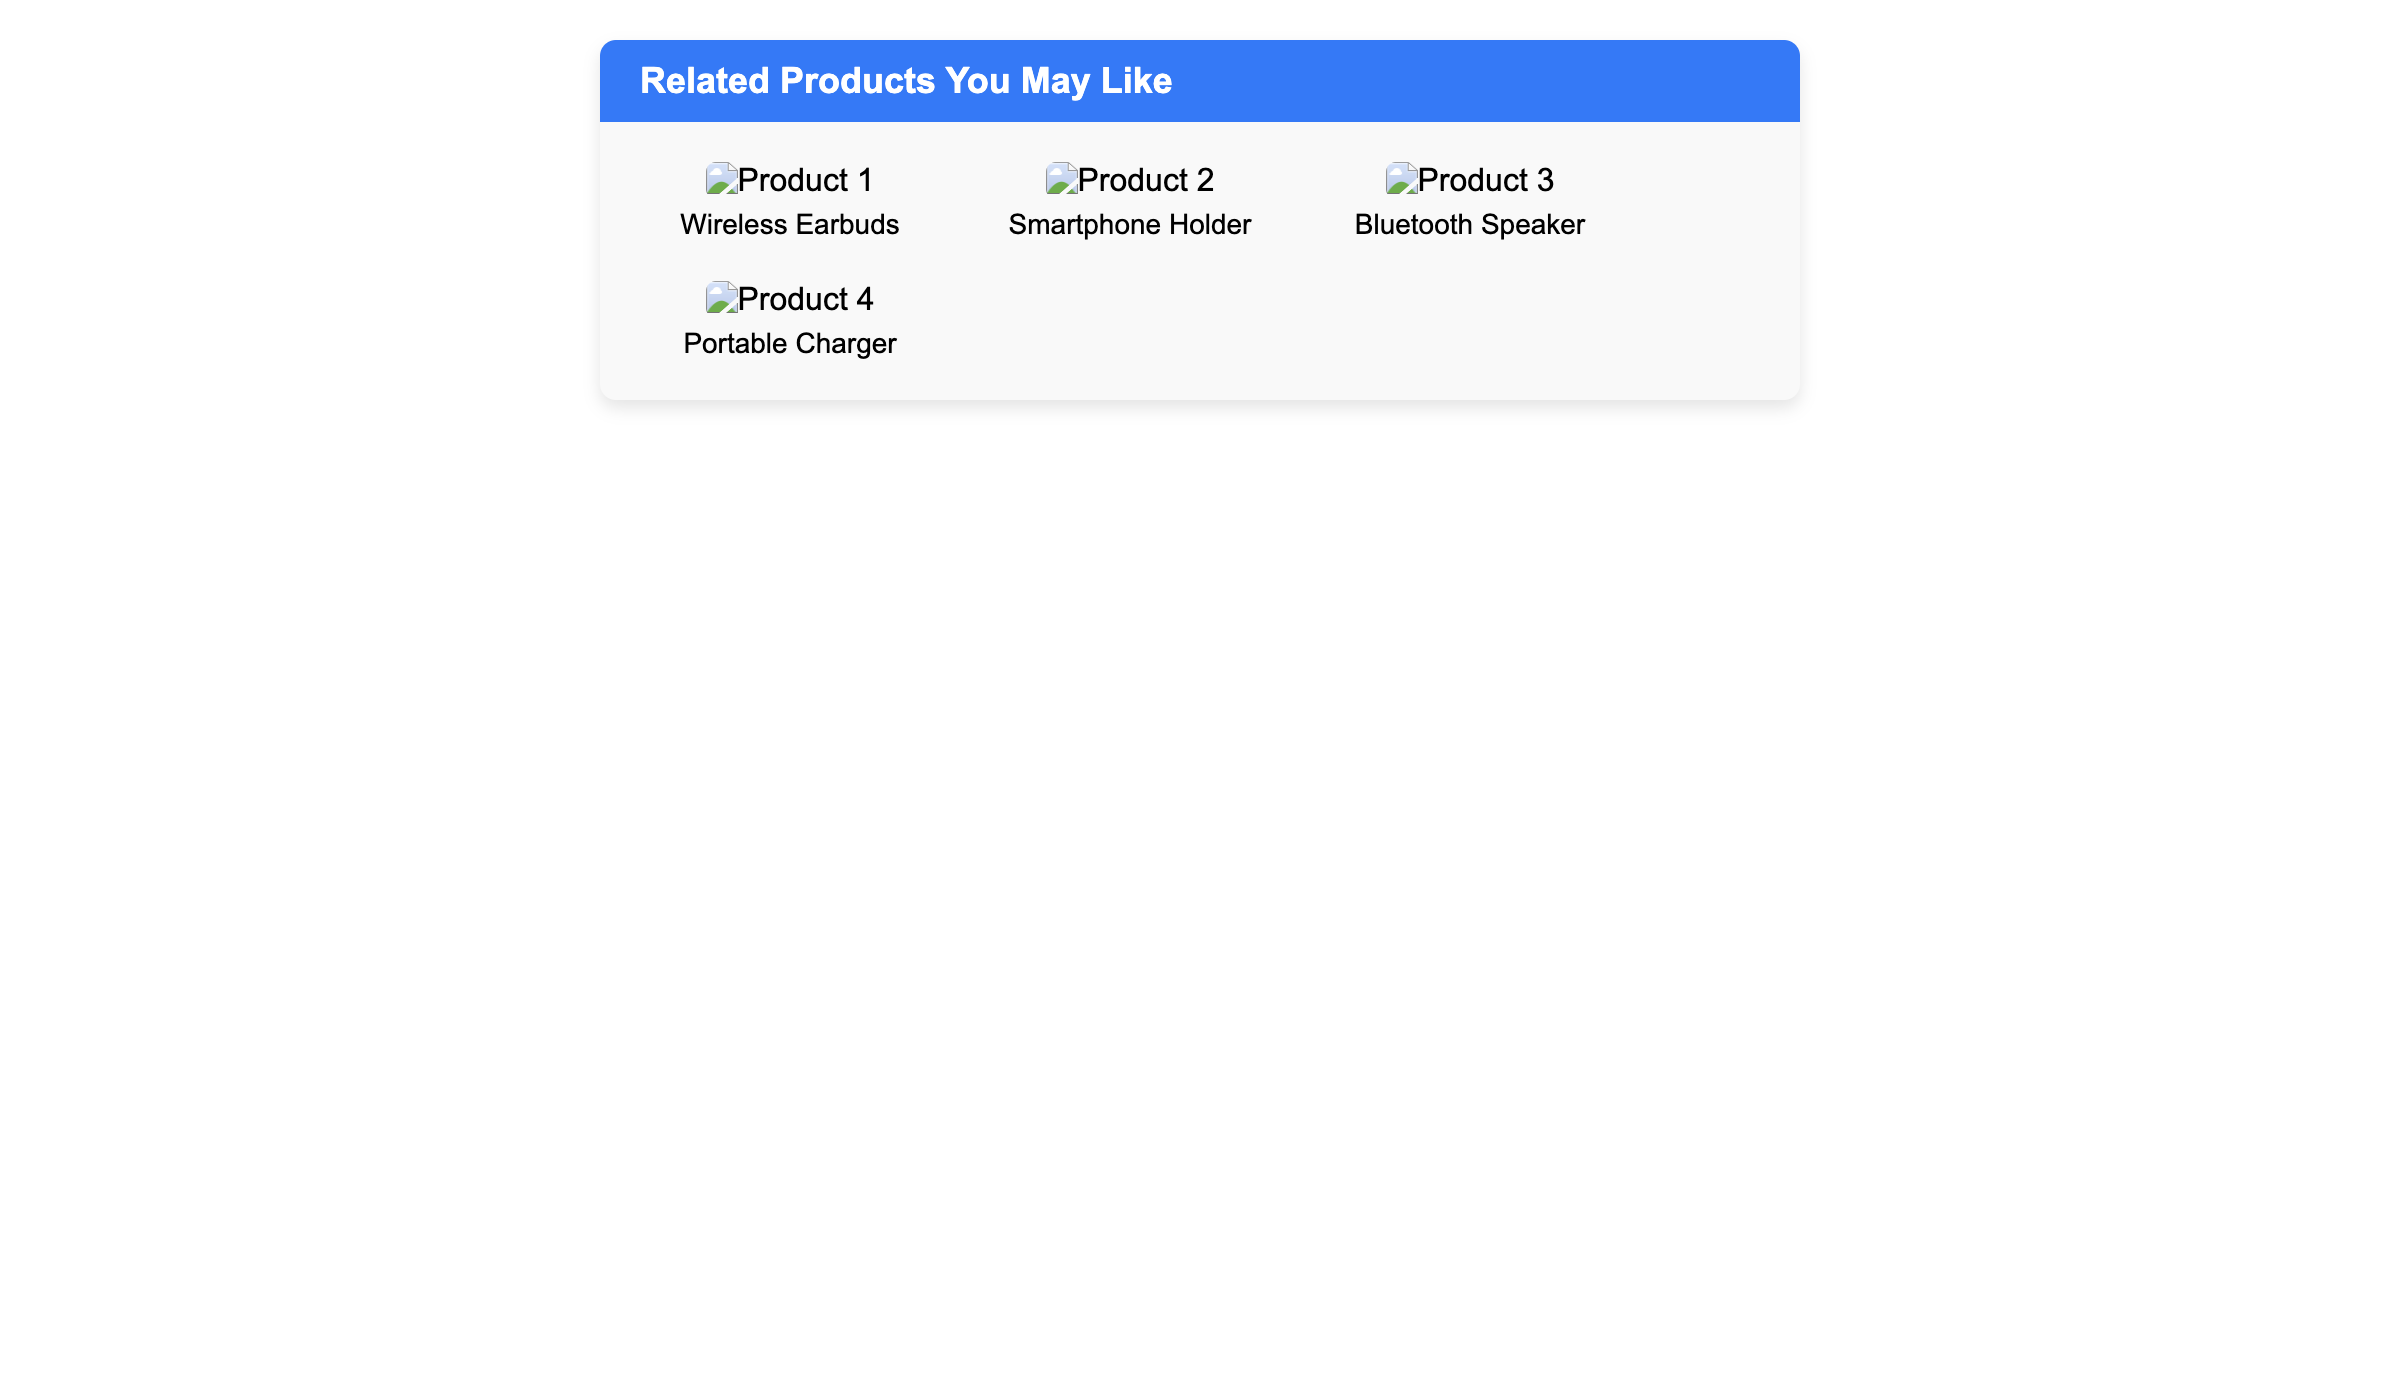 Related Products You May Like
Product 1 Product 2 Product 3
Wireless Earbuds Smartphone Holder Bluetooth Speaker
Product 4
Portable Charger